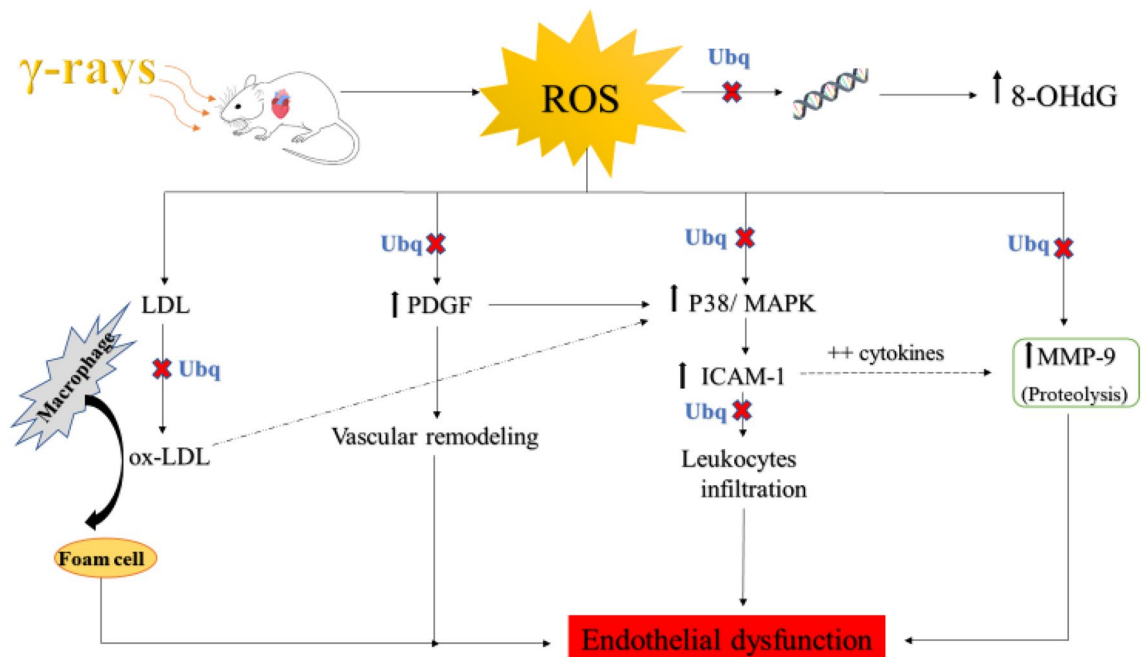 γ-rays
ROS
Ubq
8-OHdG
Ubq
Ubq
Ubq
LDL
PDGF
P38/ MAPK
Macrophage
Ubq
++ cytokines
MMP-9
(Proteolysis)
ICAM-1
Ubq
ox-LDL
Vascular remodeling
Leukocytes
infiltration
Foam cell
Endothelial dysfunction